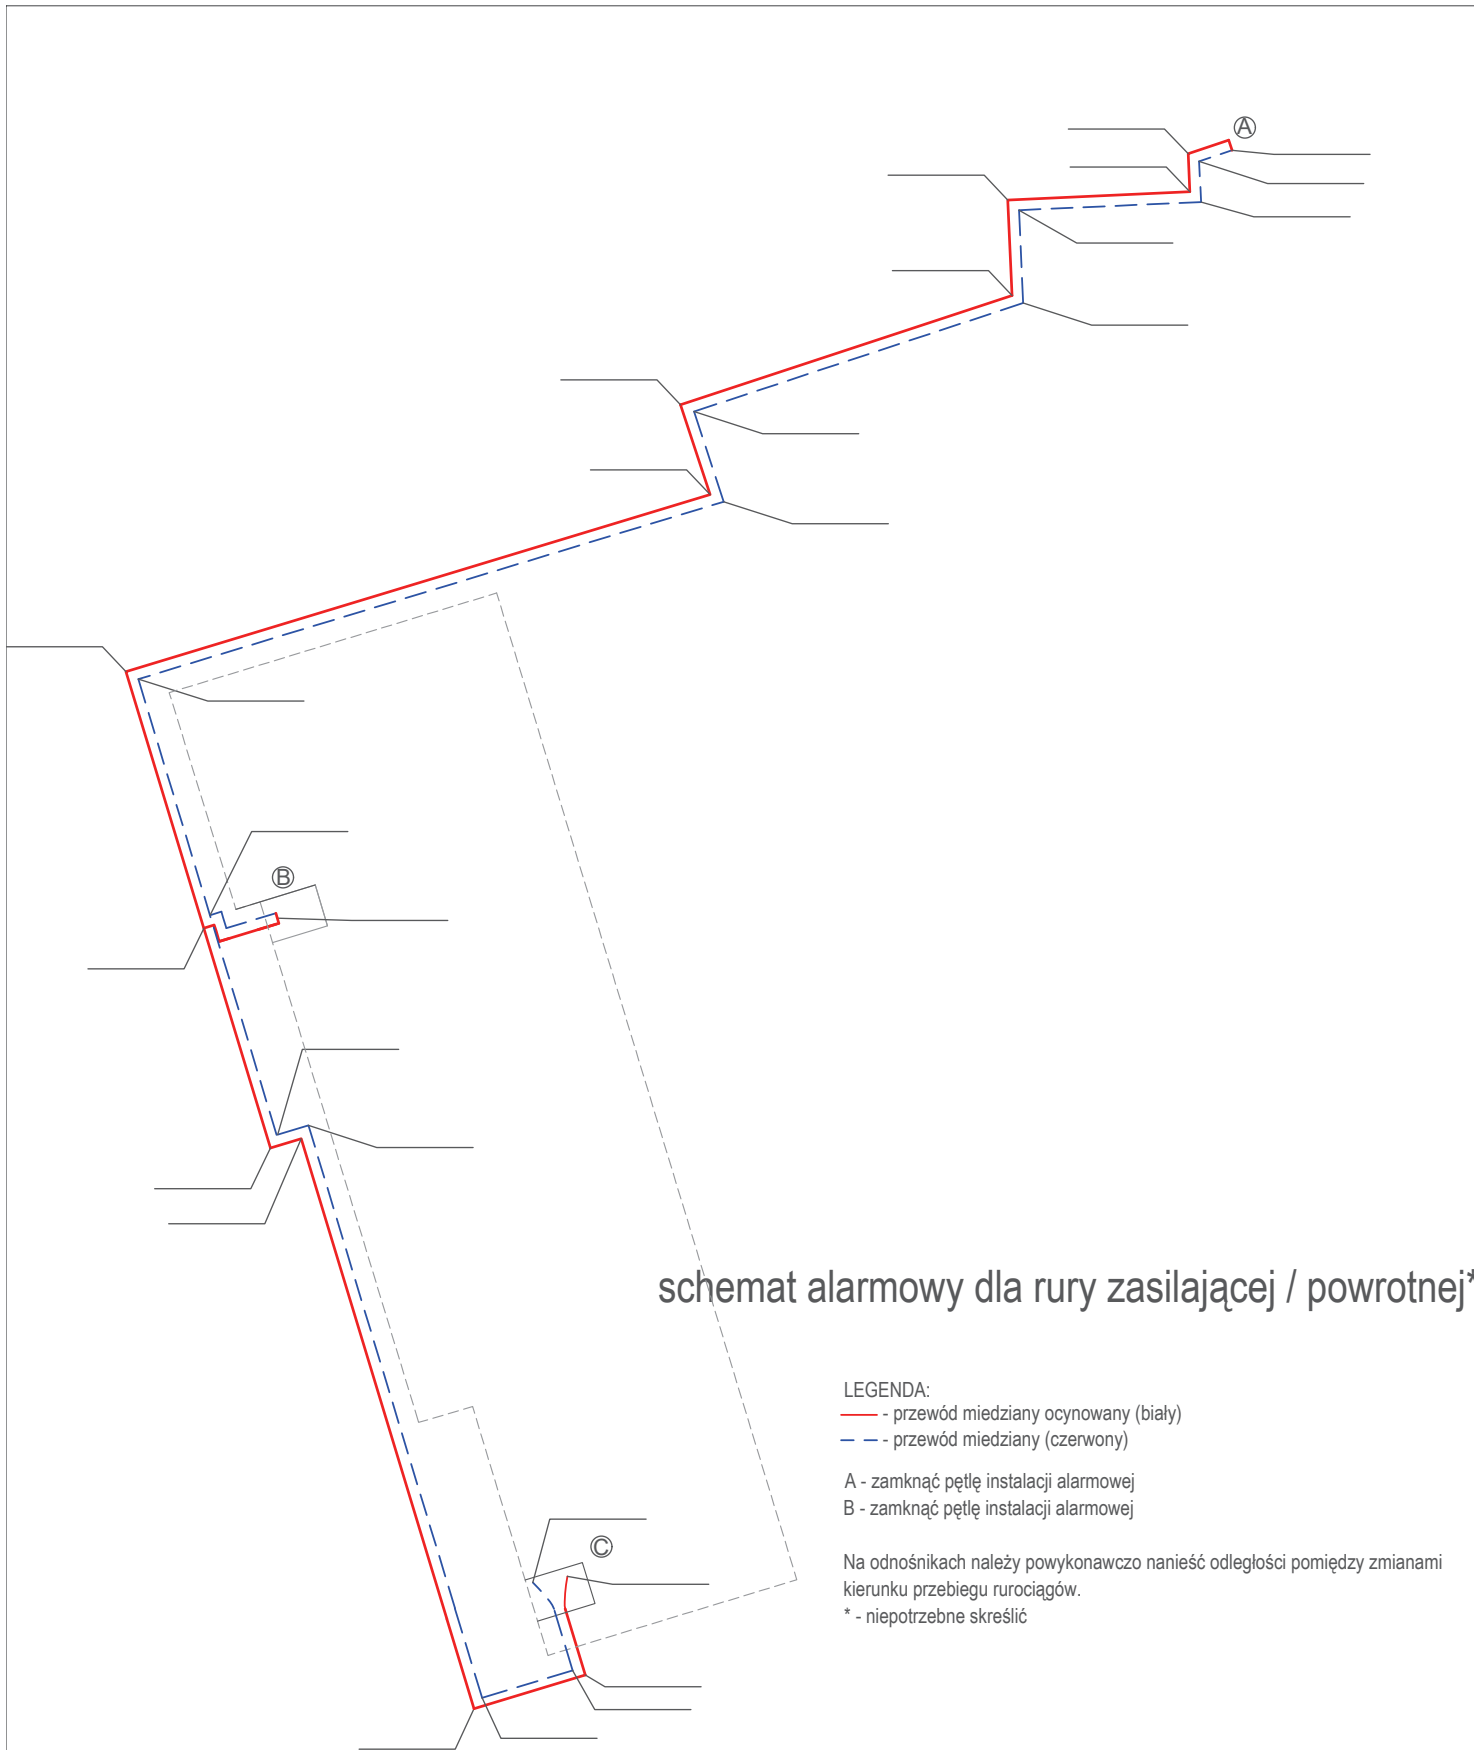 A
B
schemat alarmowy dla rury zasilającej / powrotnej*
LEGENDA:
- przewód miedziany ocynowany (biały)
- przewód miedziany (czerwony)
A - zamknąć pętlę instalacji alarmowej
B - zamknąć pętlę instalacji alarmowej
C
Na odnośnikach należy powykonawczo nanieść odległości pomiędzy zmianami
kierunku przebiegu rurociągów.
* - niepotrzebne skreślić